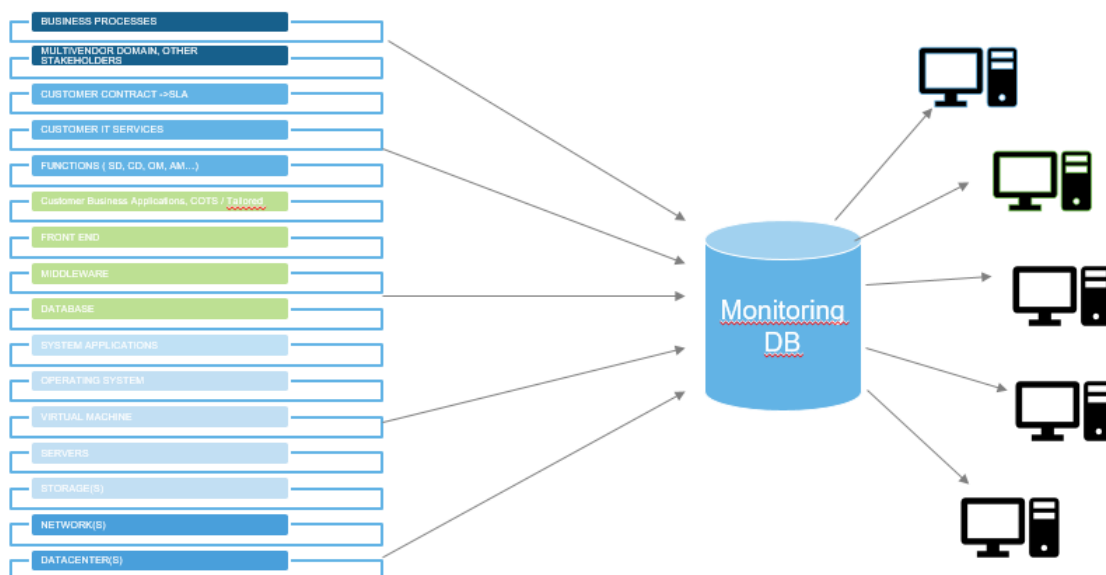 BUSINESS PROCESSES
MULTIVENDOR DOMAIN, OTHER
STAKEHOLDERS
CUSTOMER CONTRACT ->SLA
CUSTOMER IT SERVICES
FUNCTIONS ( SD, CD, OM, AM...)
Customer Business Applications, COTS / Tailored
FRONT END
MIDDLEWARE
DATABASE
SYSTEM APPLICATIONS
OPERATING SYSTEM
VIRTUAL MACHINE
SERVERS
STORAGE(S)
NETWORK(S)
DATACENTER(S)
Monitoring
DB